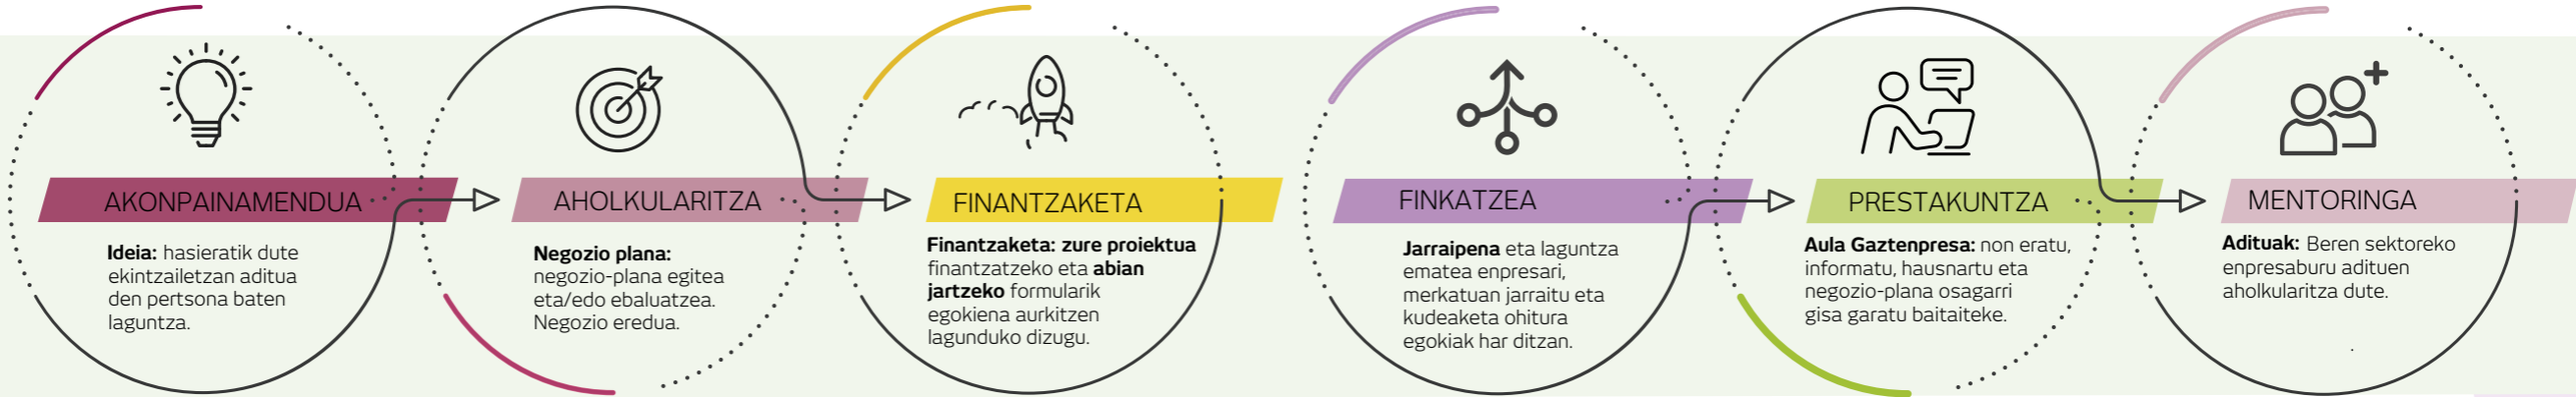 AKONPAINAMENDUA
Ideia: hasieratik dute
ekintzailetzan aditua
den pertsona baten
laguntza.
AHOLKULARITZA
Negozio plana:
negozio-plana egitea
eta/edo ebaluatzea.
Negozio eredua.
FINANTZAKETA
Finantzaketa: zure proiektua
finantzatzeko eta abian
jartzeko formularik
egokiena aurkitzen
lagunduko dizugu.
FINKATZEA
Jarraipena eta laguntza
ematea enpresari,
merkatuan jarraitu eta
kudeaketa ohitura
egokiak har ditzan.
PRESTAKUNTZA
Aula Gaztenpresa: non eratu,
informatu, hausnartu eta
negozio-plana osagarri
gisa garatu baitaiteke.
MENTORINGA
Adituak: Beren sektoreko
enpresaburu adituen
aholkularitza dute.